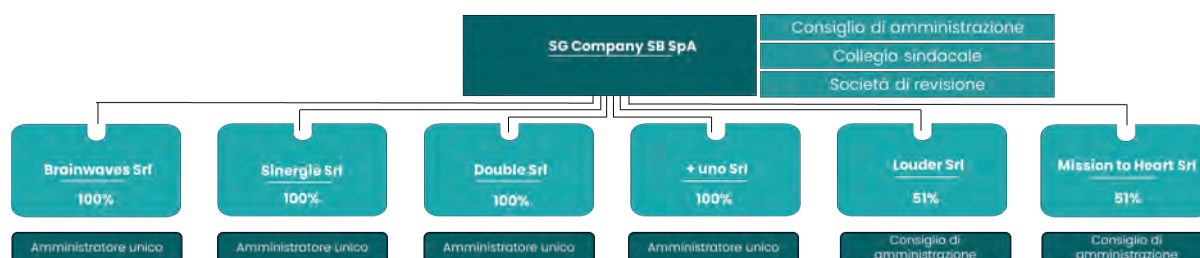 SG Company SB SpA
Consiglio di amministrazione
Collegio sindacale
Società di revisione
Brainwaves Srl
100%
Sinergie Srl
100%
Double Srl
100%
+ uno Srl
100%
Louder Srl
51%
Mission to Heart Srl
51%
Amministratore unico
Amministratore unico
Amministratore unico
Amministratore unico
Consiglio di
amministrazione
Consiglio di
amministrazione